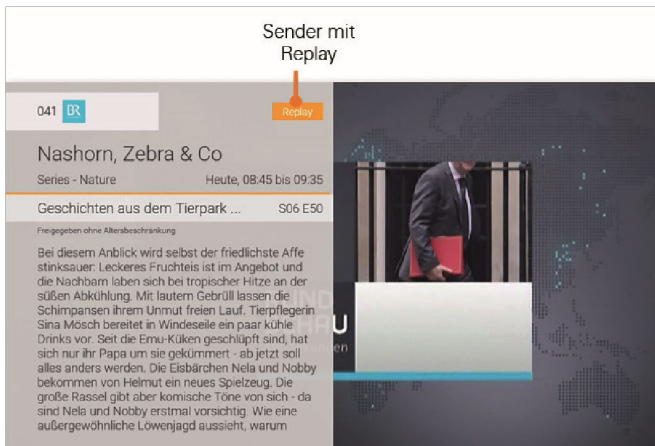 Sender mit
Replay
041 BR
Replay
Nashorn, Zebra & Co
Series - Nature Heute, 08:45 bis 09:35
Geschichten aus dem Tierpark ... S06 E50
Freigegeben ohne Altersbeschränkung
Bei diesem Anblick wird selbst der friedlichste Affe
stinksauer: Leckeres Fruchteis ist im Angebot und
die Nachbarn laben sich bei tropischer Hitze an der
süßen Abkühlung. Mit lautem Gebrüll lassen die
Schimpansen ihrem Unmut freien Lauf. Tierpflegerin
Sina Mösch bereitet in Windeseile ein paar kühle
Drinks vor. Seit die Emu-Küken geschlüpft sind, hat
sich nur ihr Papa um sie gekümmert - ab jetzt soll
alles anders werden. Die Eisbärchen Nela und Nobby
bekommen von Helmut ein neues Spielzeug. Die
große Rassel gibt aber komische Töne von sich - da
sind Nela und Nobby erstmal vorsichtig. Wie eine
außergewöhnliche Löwenjagd aussieht, warum